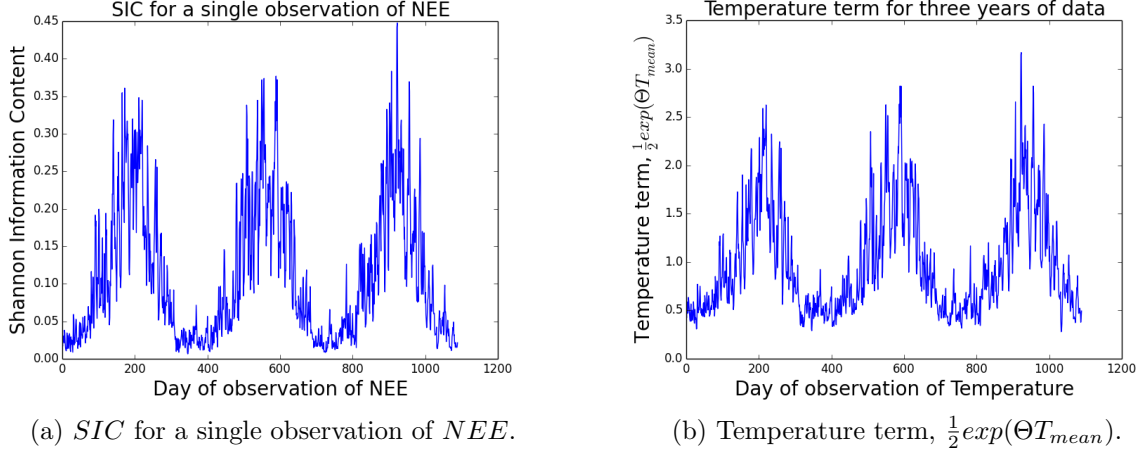 SIC for a single observation of NEE
Shannon Information Content
0.45
0.40
0.35
0.30
0.25
0.20
0.15
0.10
0.05
0.00
0 200 400 600 800 1000 1200
Day of observation of NEE
(a) SIC for a single observation of NEE.
Temperature term for three years of data
Temperature term, ½exp(ΘT_mean)
3.5
3.0
2.5
2.0
1.5
1.0
0.5
0.0
0 200 400 600 800 1000 1200
Day of observation of Temperature
(b) Temperature term, ½exp(ΘT_mean).